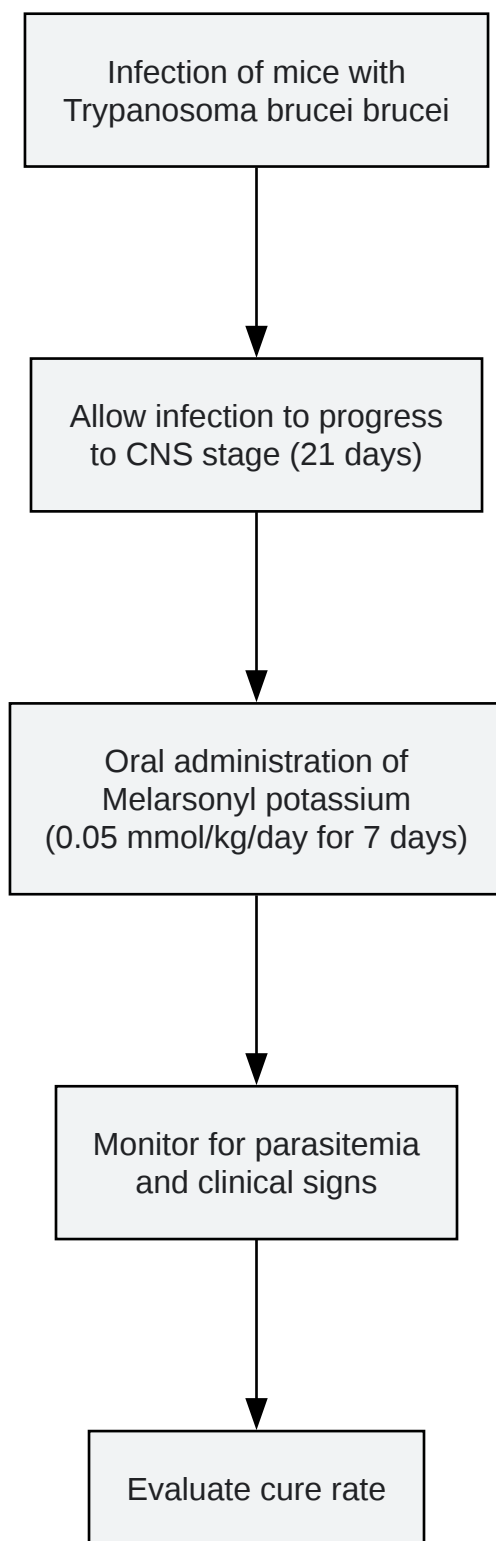 Infection of mice with
Trypanosoma brucei brucei
Allow infection to progress
to CNS stage (21 days)
Oral administration of
Melarsonyl potassium
(0.05 mmol/kg/day for 7 days)
Monitor for parasitemia
and clinical signs
Evaluate cure rate